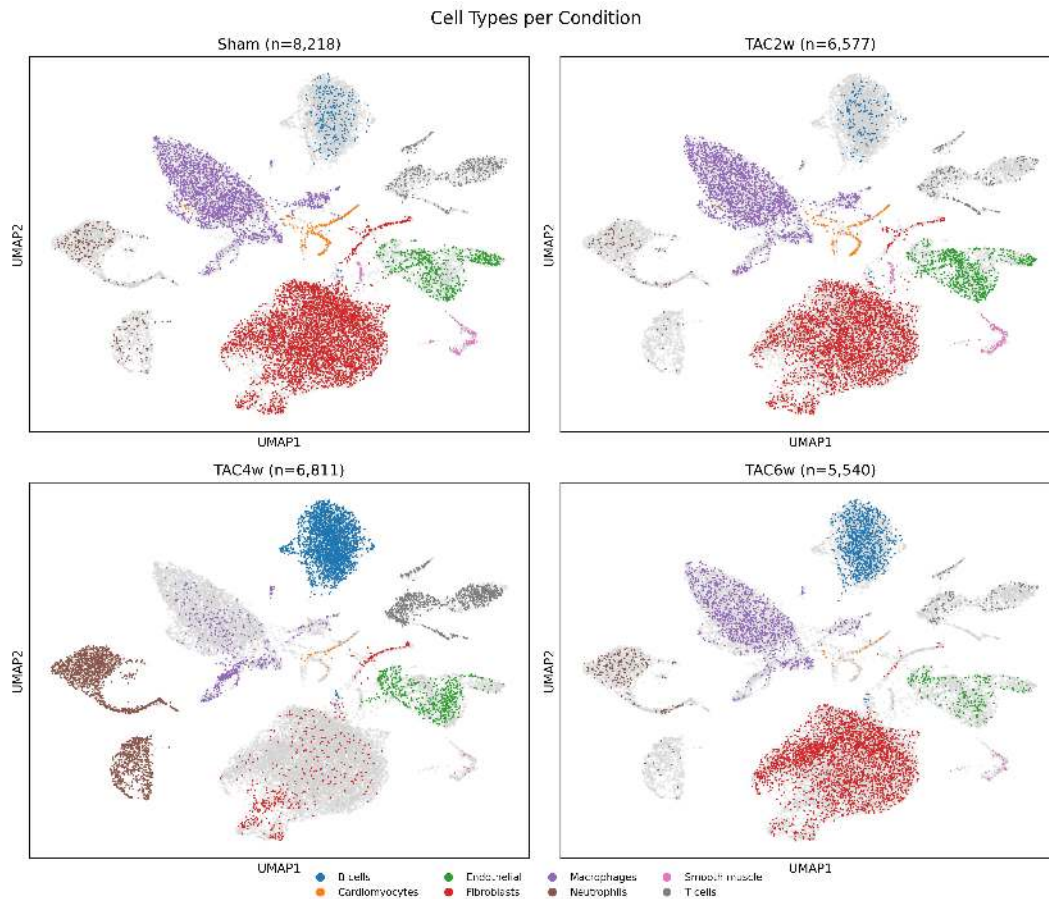 Cell Types per Condition
Sham (n=8,218)
TAC2w (n=6,577)
UMAP2
UMAP2
UMAP1
UMAP1
TAC4w (n=6,811)
TAC6w (n=5,540)
UMAP2
UMAP2
UMAP1
UMAP1
B cells
Endothelial
Macrophages
Smooth muscle
Cardiomyocytes
Fibroblasts
Neutrophils
T cells